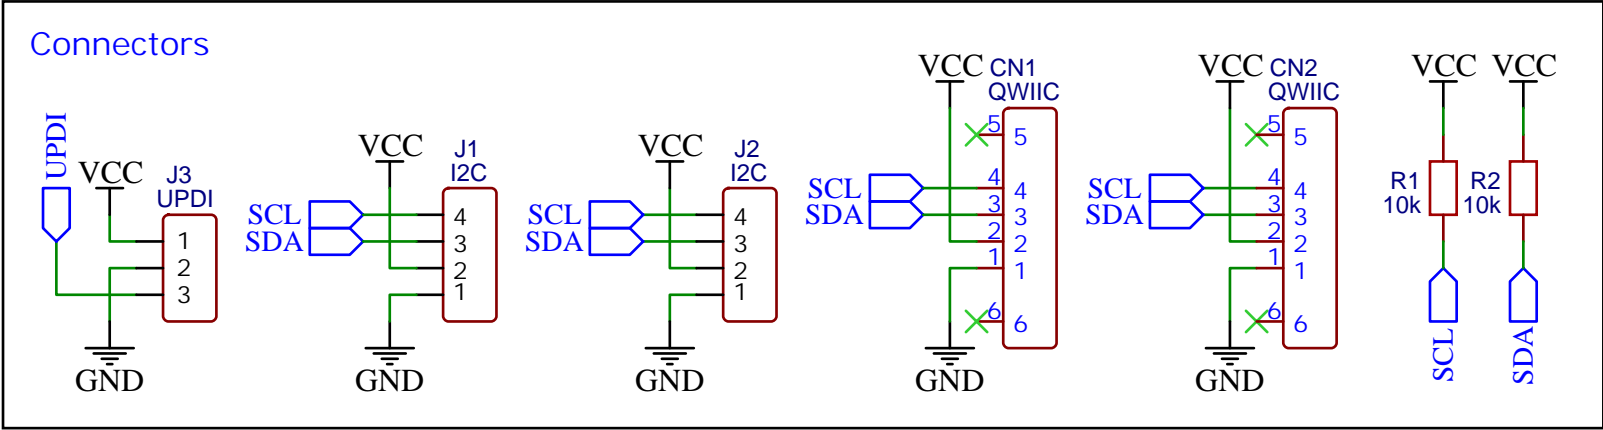 Connectors
UPDI
VCC
J3
UPDI
1
2
3
GND
VCC
J1
I2C
SCL
SDA
4
3
2
1
GND
VCC
J2
I2C
SCL
SDA
4
3
2
1
GND
VCC
CN1
QWIIC
SCL
SDA
5 5
4 4
3 3
2 2
1 1
6 6
GND
VCC
CN2
QWIIC
SCL
SDA
5 5
4 4
3 3
2 2
1 1
6 6
GND
VCC
R1
10k
SCL
VCC
R2
10k
SDA